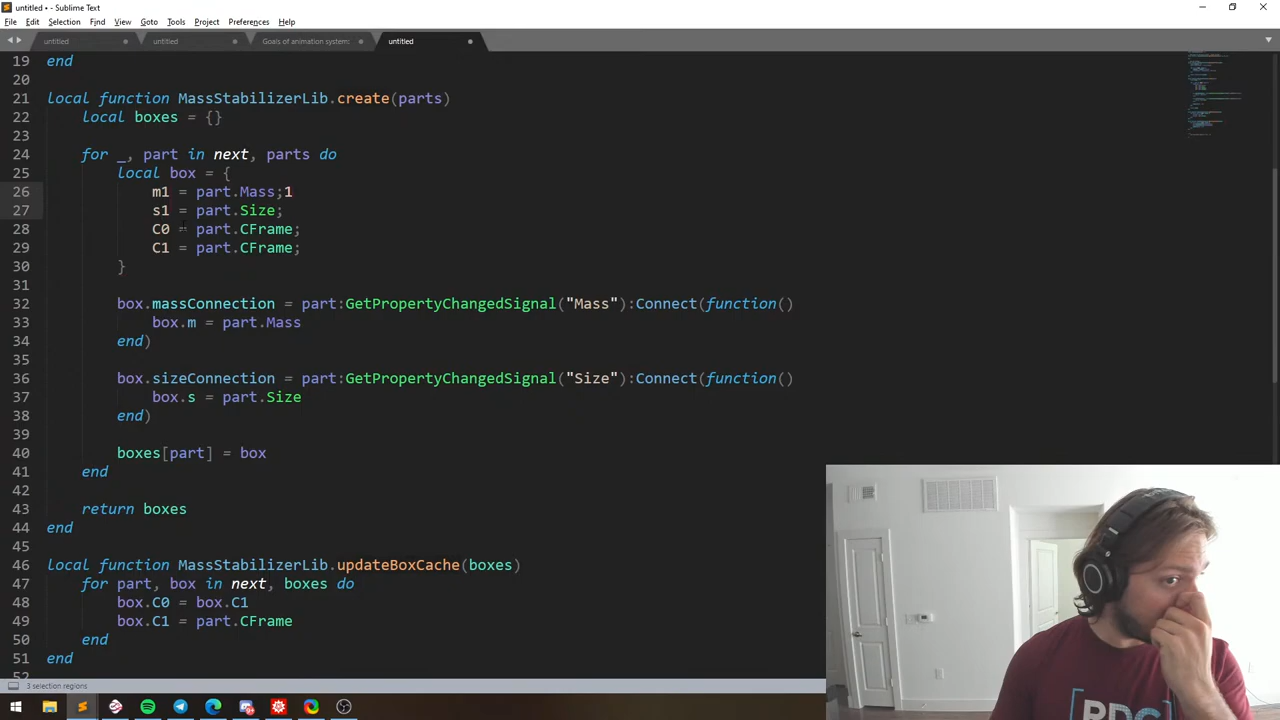 untitled • - Sublime Text
File Edit Selection Find View Goto Tools Project Preferences Help
untitled untitled Goals of animation system: untitled
19 end
20
21 local function MassStabilizerLib.create(parts)
22 local boxes = {}
23
24 for _, part in next, parts do
25 local box = {
26 m1 = part.Mass;1
27 s1 = part.Size;
28 C0 = part.CFrame;
29 C1 = part.CFrame;
30 }
31
32 box.massConnection = part:GetPropertyChangedSignal("Mass"):Connect(function()
33 box.m = part.Mass
34 end)
35
36 box.sizeConnection = part:GetPropertyChangedSignal("Size"):Connect(function()
37 box.s = part.Size
38 end)
39
40 boxes[part] = box
41 end
42
43 return boxes
44 end
45
46 local function MassStabilizerLib.updateBoxCache(boxes)
47 for part, box in next, boxes do
48 box.C0 = box.C1
49 box.C1 = part.CFrame
50 end
51 end
3 selection regions